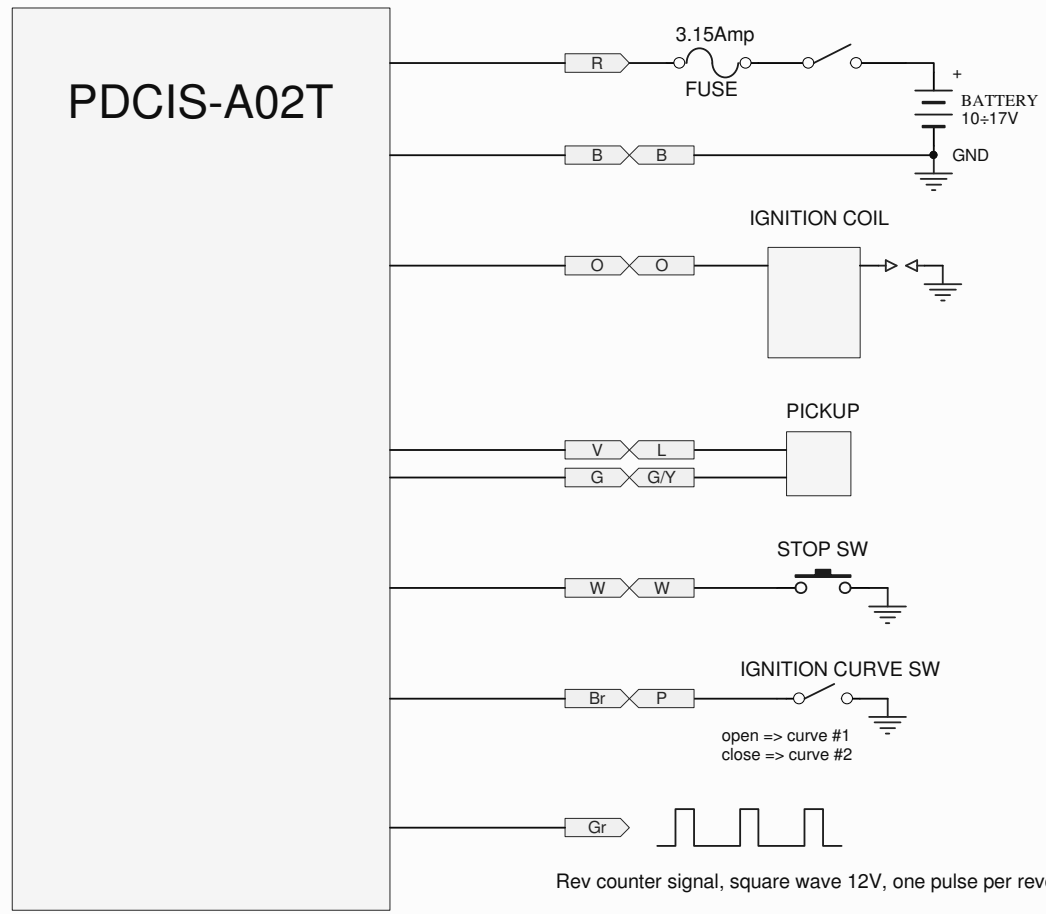 PDCIS-A02T
3.15Amp
R
FUSE
+
BATTERY
10÷17V
B B
GND
IGNITION COIL
O O
PICKUP
V L
G G/Y
STOP SW
W W
IGNITION CURVE SW
Br P
open => curve #1
close => curve #2
Gr
Rev counter signal, square wave 12V, one pulse per